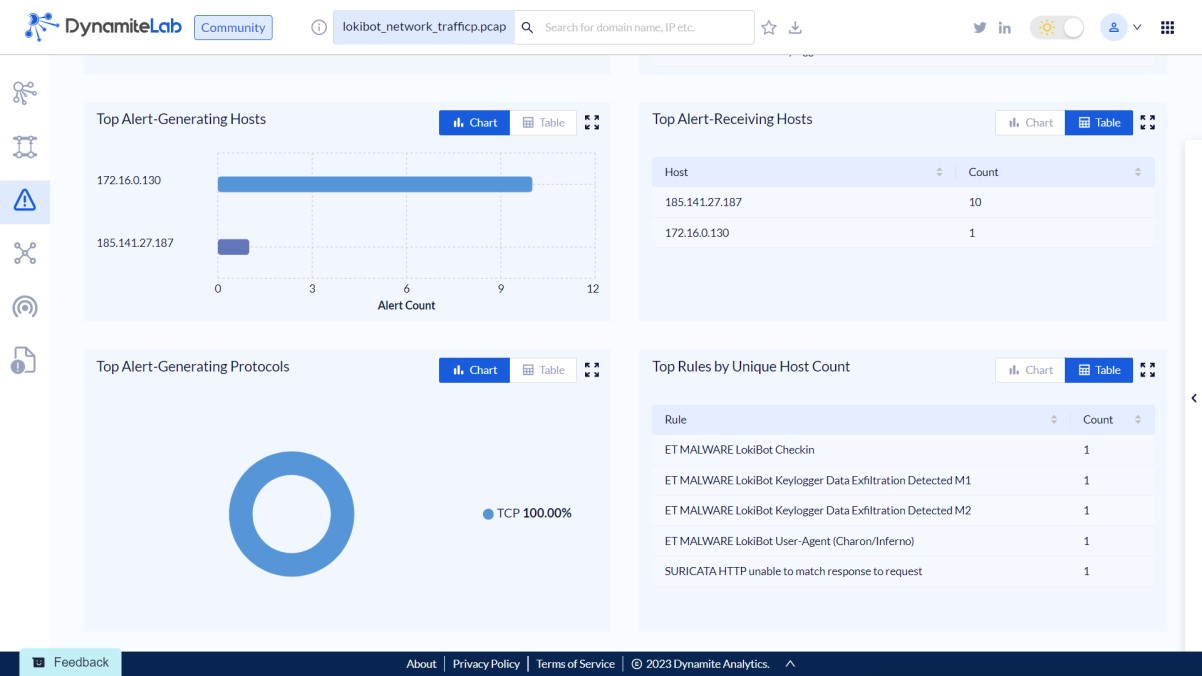 DynamiteLab Community lokibot_network_trafficp.pcap Search for domain name, IP etc.
Top Alert-Generating Hosts Chart Table
172.16.0.130
185.141.27.187
0 3 6 9 12
Alert Count
Top Alert-Receiving Hosts Chart Table
Host Count
185.141.27.187 10
172.16.0.130 1
Top Alert-Generating Protocols Chart Table
TCP 100.00%
Top Rules by Unique Host Count Chart Table
Rule Count
ET MALWARE LokiBot Checkin 1
ET MALWARE LokiBot Keylogger Data Exfiltration Detected M1 1
ET MALWARE LokiBot Keylogger Data Exfiltration Detected M2 1
ET MALWARE LokiBot User-Agent (Charon/Inferno) 1
SURICATA HTTP unable to match response to request 1
Feedback About Privacy Policy Terms of Service © 2023 Dynamite Analytics.